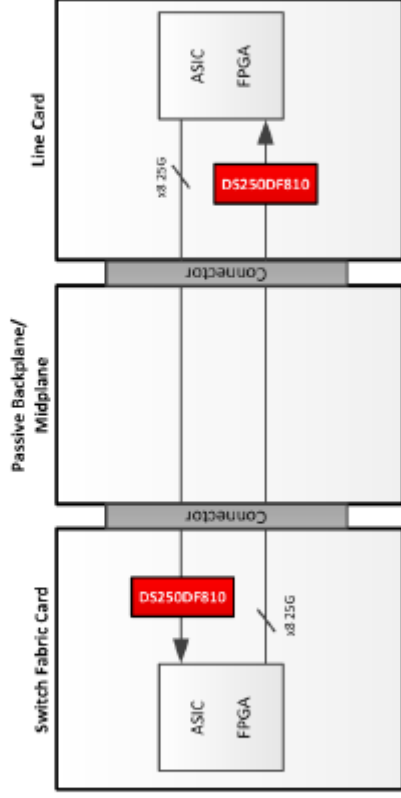 Switch Fabric Card
Passive Backplane/
Midplane
Line Card
DS250DF810
ASIC
FPGA
x8 25G
Connector
Connector
x8 25G
DS250DF810
ASIC
FPGA